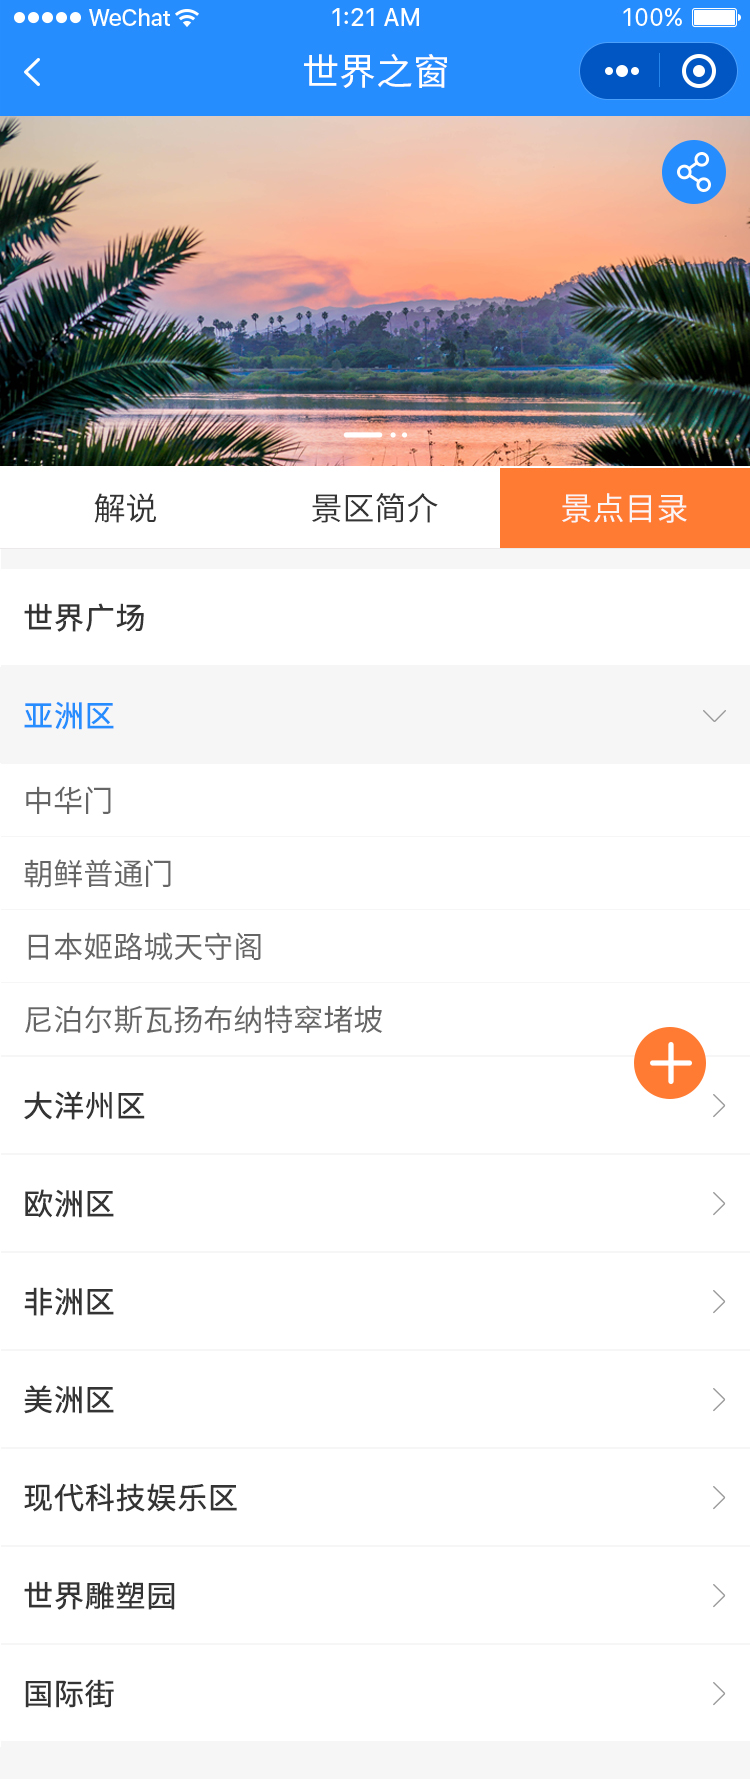 WeChat 1:21 AM 100%
世界之窗
解说 景区简介 景点目录
世界广场
亚洲区
中华门
朝鲜普通门
日本姬路城天守阁
尼泊尔斯瓦扬布纳特窣堵坡
大洋州区
欧洲区
非洲区
美洲区
现代科技娱乐区
世界雕塑园
国际街